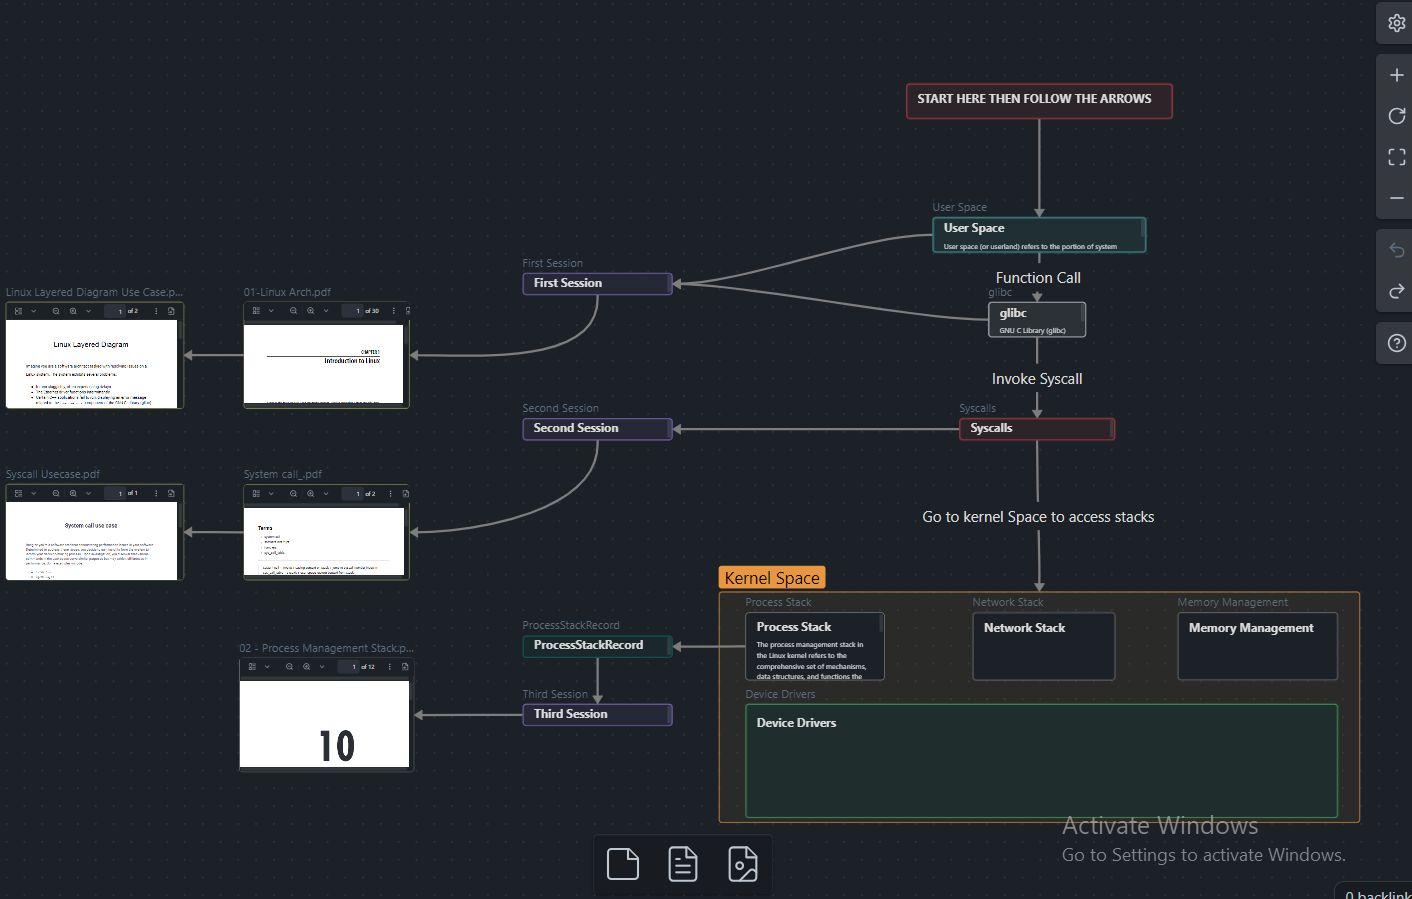 START HERE THEN FOLLOW THE ARROWS
User Space
User Space
User space (or userland) refers to the portion of system
Function Call
glibc
glibc
GNU C Library (glibc)
Invoke Syscall
Syscalls
Syscalls
Go to kernel Space to access stacks
First Session
First Session
Linux Layered Diagram Use Case.p...
1 of 2
Linux Layered Diagram
01-Linux Arch.pdf
1 of 30
Introduction to Linux
Second Session
Second Session
Syscall Usecase.pdf
1 of 1
System call use case
System call_.pdf
1 of 2
Terms
Kernel Space
Process Stack
Process Stack
The process management stack in
the Linux kernel refers to the
comprehensive set of mechanisms,
data structures, and functions the
Network Stack
Network Stack
Memory Management
Memory Management
Device Drivers
Device Drivers
ProcessStackRecord
ProcessStackRecord
Third Session
Third Session
02 - Process Management Stack.p...
1 of 12
10
Activate Windows
Go to Settings to activate Windows.
0 backlink